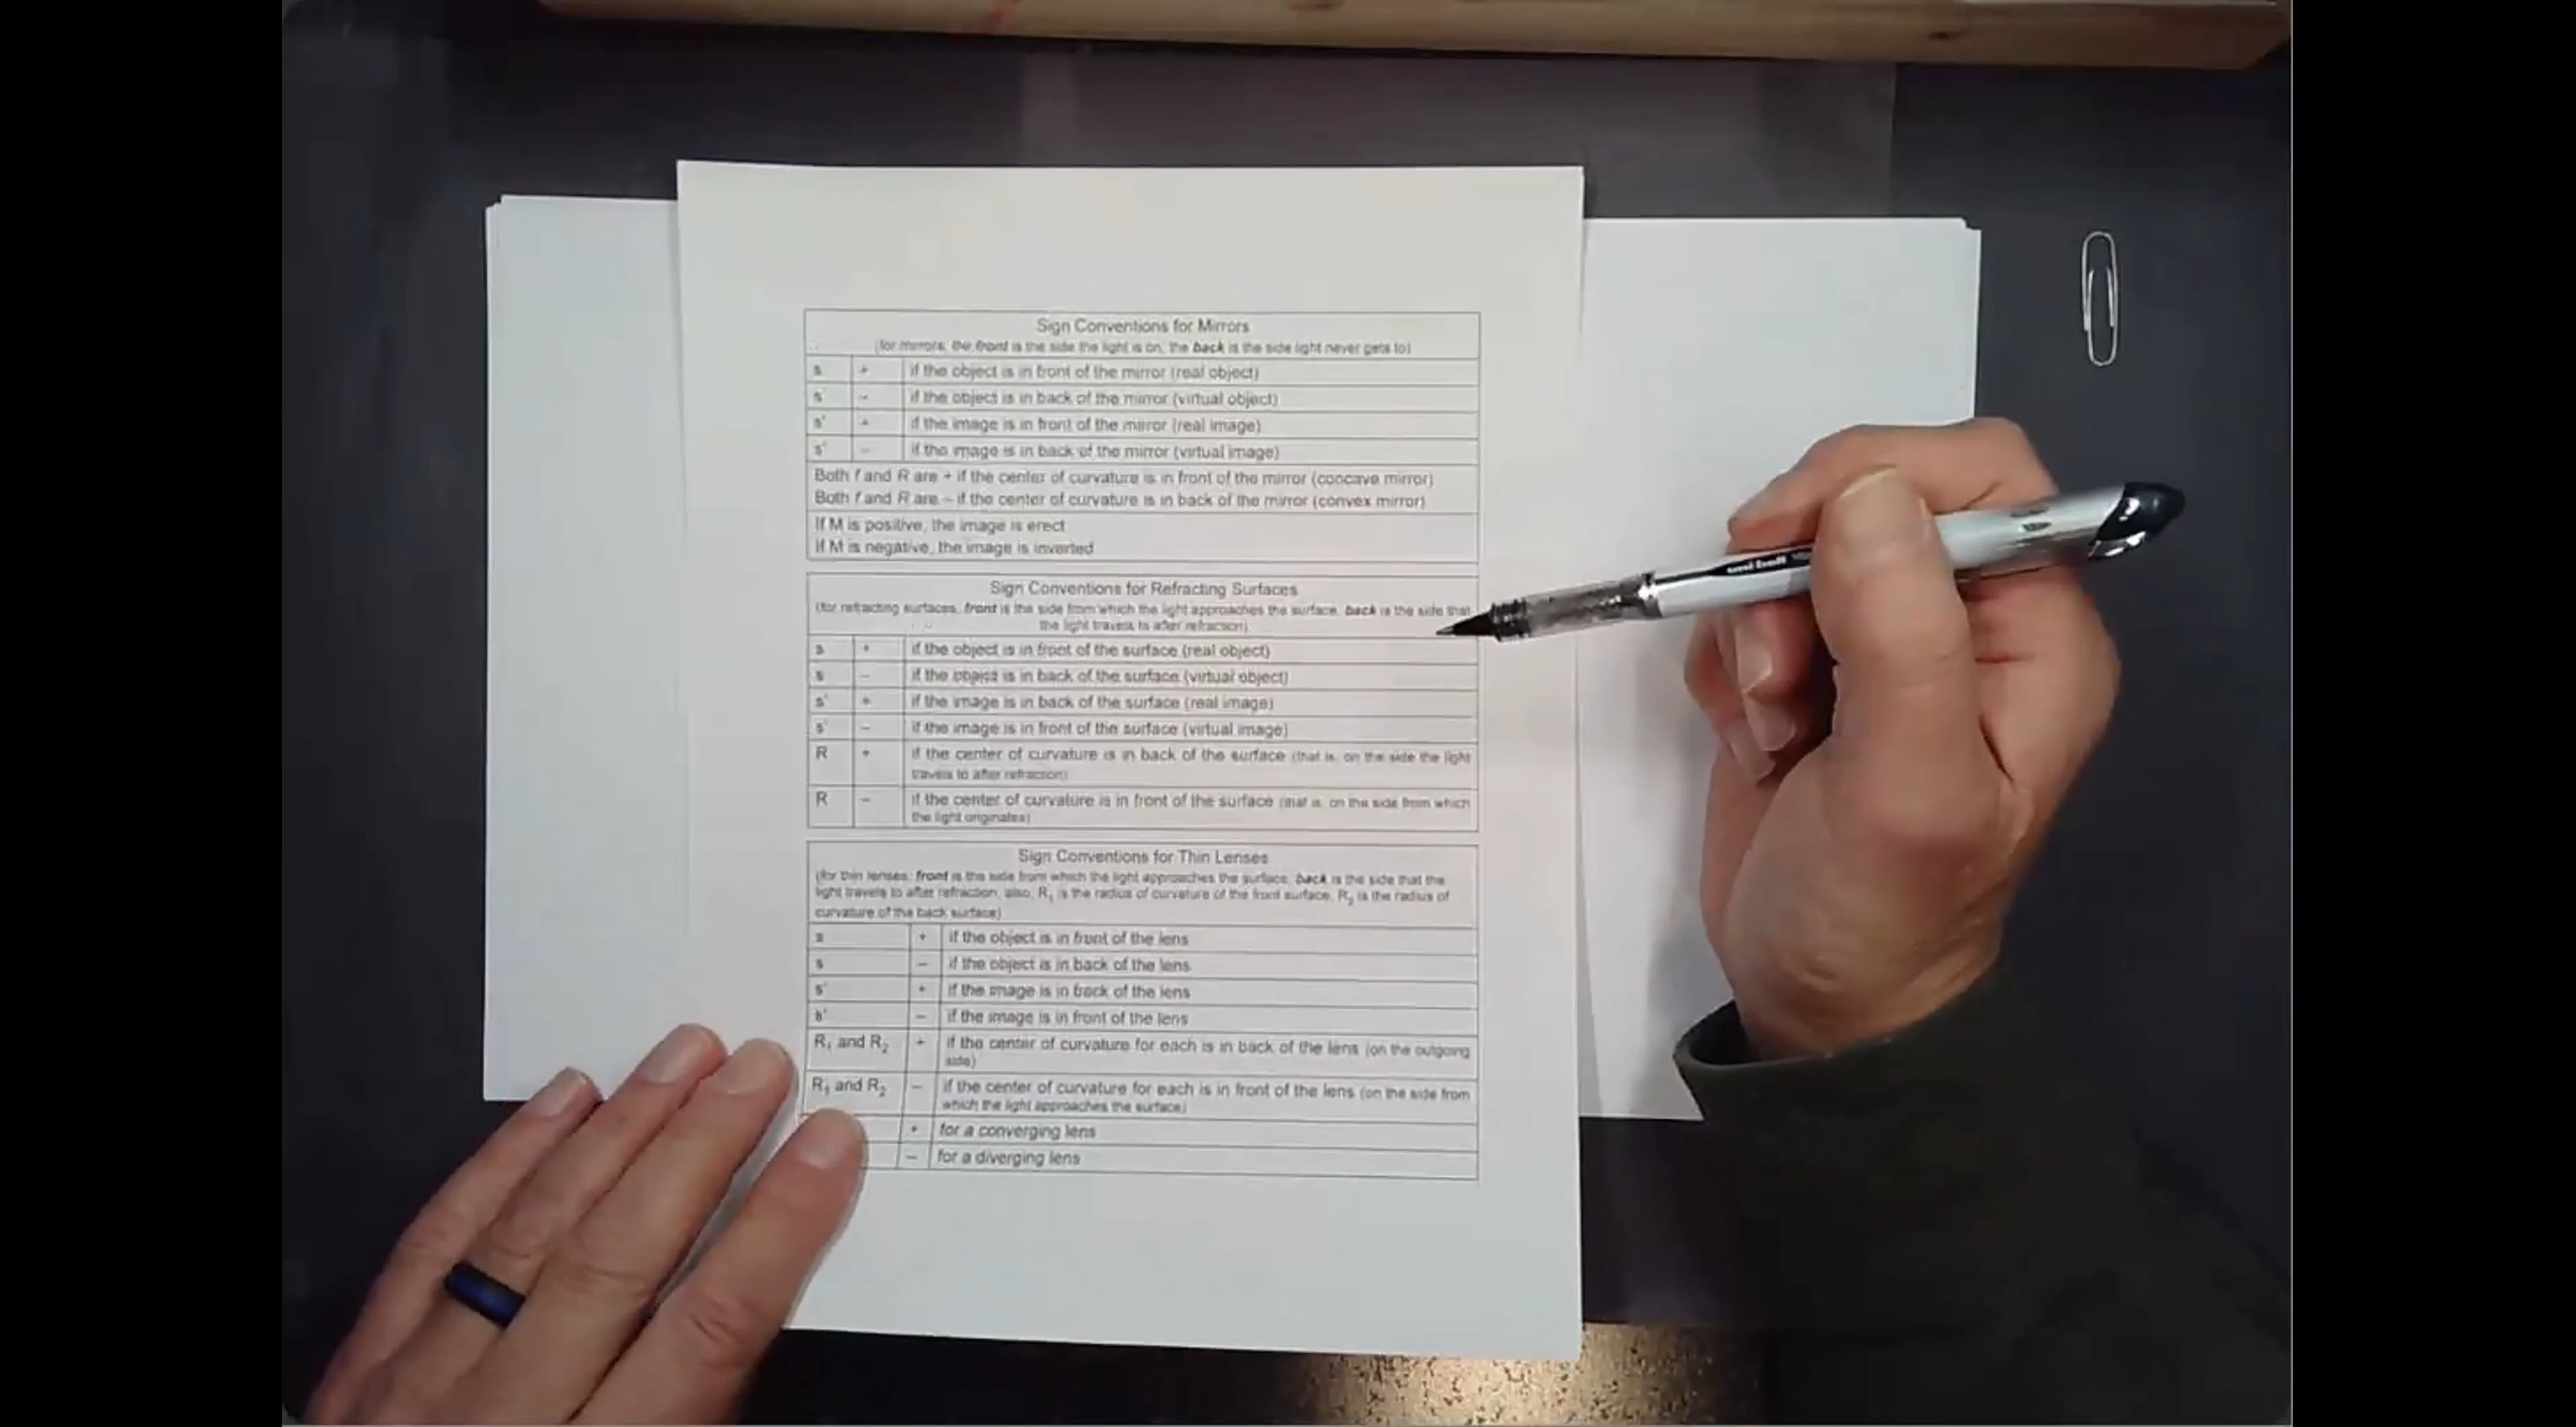 Sign Conventions for Mirrors
(for mirrors, the front is the side the light is on, the back is the side light never gets to)
s + if the object is in front of the mirror (real object)
s − if the object is in back of the mirror (virtual object)
s' + if the image is in front of the mirror (real image)
s' − if the image is in back of the mirror (virtual image)
Both f and R are + if the center of curvature is in front of the mirror (concave mirror)
Both f and R are − if the center of curvature is in back of the mirror (convex mirror)
If M is positive, the image is erect
If M is negative, the image is inverted
Sign Conventions for Refracting Surfaces
(for refracting surfaces, front is the side from which the light approaches the surface, back is the side that
the light travels to after refraction)
s + if the object is in front of the surface (real object)
s − if the object is in back of the surface (virtual object)
s' + if the image is in back of the surface (real image)
s' − if the image is in front of the surface (virtual image)
R + if the center of curvature is in back of the surface (that is, on the side the light
travels to after refraction)
R − if the center of curvature is in front of the surface (that is, on the side from which
the light originates)
Sign Conventions for Thin Lenses
(for thin lenses, front is the side from which the light approaches the surface, back is the side that the
light travels to after refraction, also, R₁ is the radius of curvature of the front surface, R₂ is the radius of
curvature of the back surface)
s + if the object is in front of the lens
s − if the object is in back of the lens
s' + if the image is in back of the lens
s' − if the image is in front of the lens
R₁ and R₂ + if the center of curvature for each is in back of the lens (on the outgoing
side)
R₁ and R₂ − if the center of curvature for each is in front of the lens (on the side from
which the light approaches the surface)
+ for a converging lens
− for a diverging lens